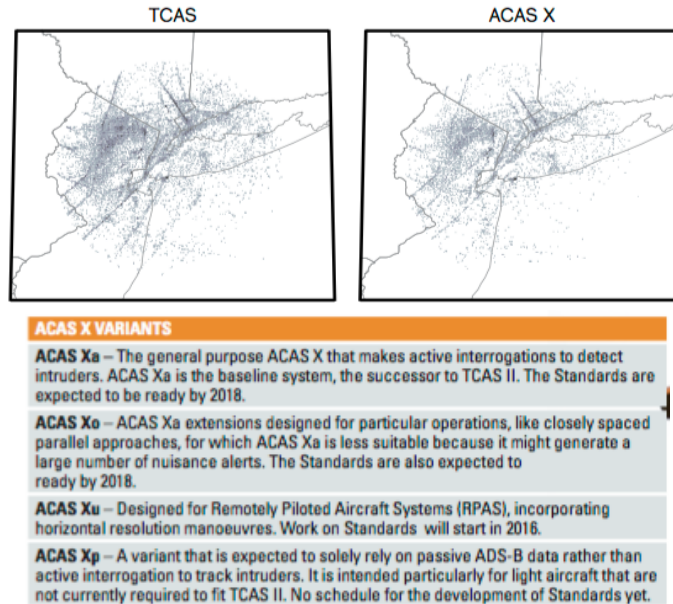 TCAS
ACAS X
ACAS X VARIANTS
ACAS Xa – The general purpose ACAS X that makes active interrogations to detect
intruders. ACAS Xa is the baseline system, the successor to TCAS II. The Standards are
expected to be ready by 2018.
ACAS Xo – ACAS Xa extensions designed for particular operations, like closely spaced
parallel approaches, for which ACAS Xa is less suitable because it might generate a
large number of nuisance alerts. The Standards are also expected to
ready by 2018.
ACAS Xu – Designed for Remotely Piloted Aircraft Systems (RPAS), incorporating
horizontal resolution manoeuvres. Work on Standards will start in 2016.
ACAS Xp – A variant that is expected to solely rely on passive ADS-B data rather than
active interrogation to track intruders. It is intended particularly for light aircraft that are
not currently required to fit TCAS II. No schedule for the development of Standards yet.